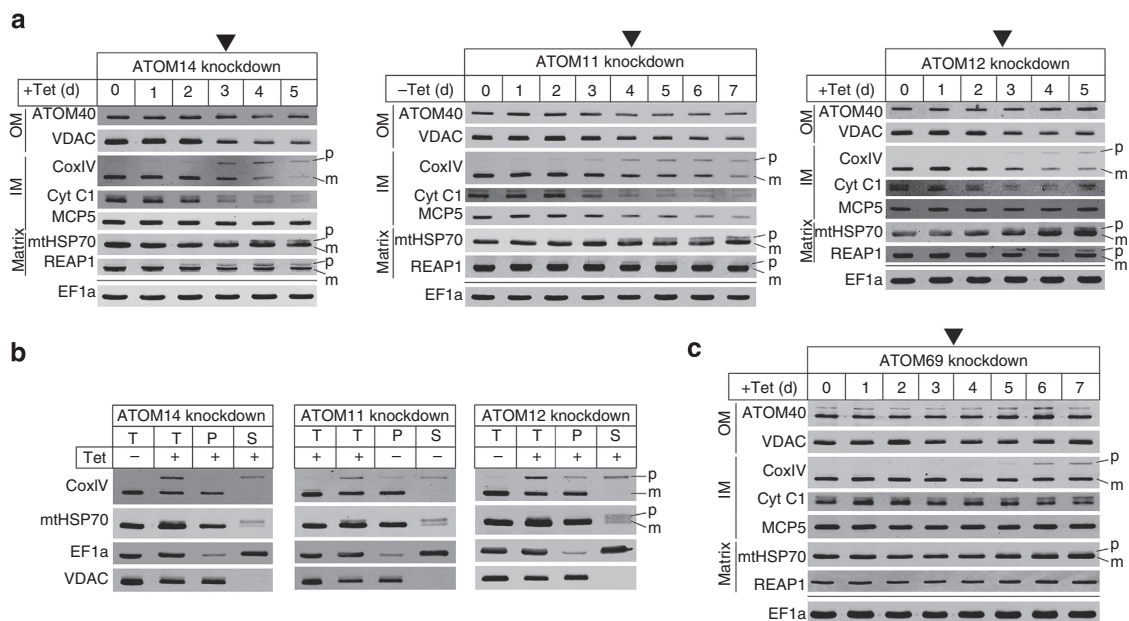 a
ATOM14 knockdown
+Tet (d) 0 1 2 3 4 5
OM
ATOM40
VDAC
IM
CoxIV p m
Cyt C1
MCP5
Matrix
mtHSP70 p m
REAP1 p m
EF1a
ATOM11 knockdown
–Tet (d) 0 1 2 3 4 5 6 7
OM
ATOM40
VDAC
IM
CoxIV p m
Cyt C1
MCP5
Matrix
mtHSP70 p m
REAP1 p m
EF1a
ATOM12 knockdown
+Tet (d) 0 1 2 3 4 5
OM
ATOM40
VDAC
IM
CoxIV p m
Cyt C1
MCP5
Matrix
mtHSP70 p m
REAP1 p m
EF1a
b
ATOM14 knockdown ATOM11 knockdown ATOM12 knockdown
T T P S T T P S T T P S
Tet – + + + + + – – – + + +
CoxIV p m
mtHSP70 p m
EF1a
VDAC
c
ATOM69 knockdown
+Tet (d) 0 1 2 3 4 5 6 7
OM
ATOM40
VDAC
IM
CoxIV p m
Cyt C1
MCP5
Matrix
mtHSP70 p m
REAP1
EF1a